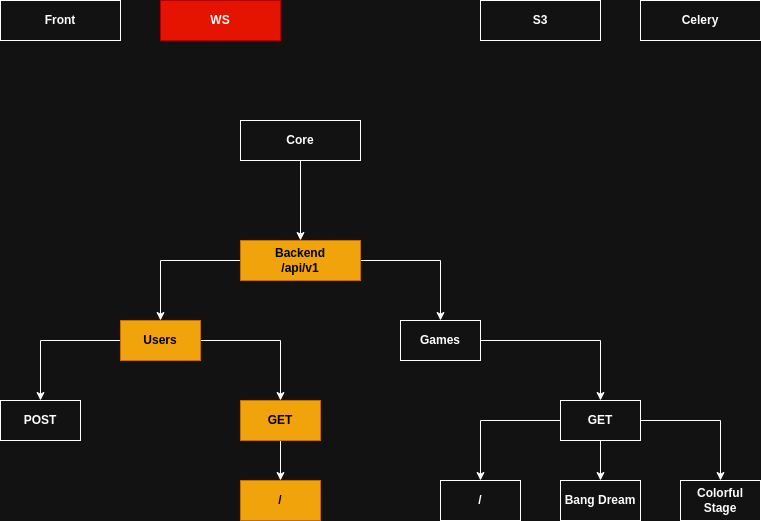 Front
WS
S3
Celery
Core
Backend
/api/v1
Users
Games
POST
GET
GET
/
/
Bang Dream
Colorful
Stage